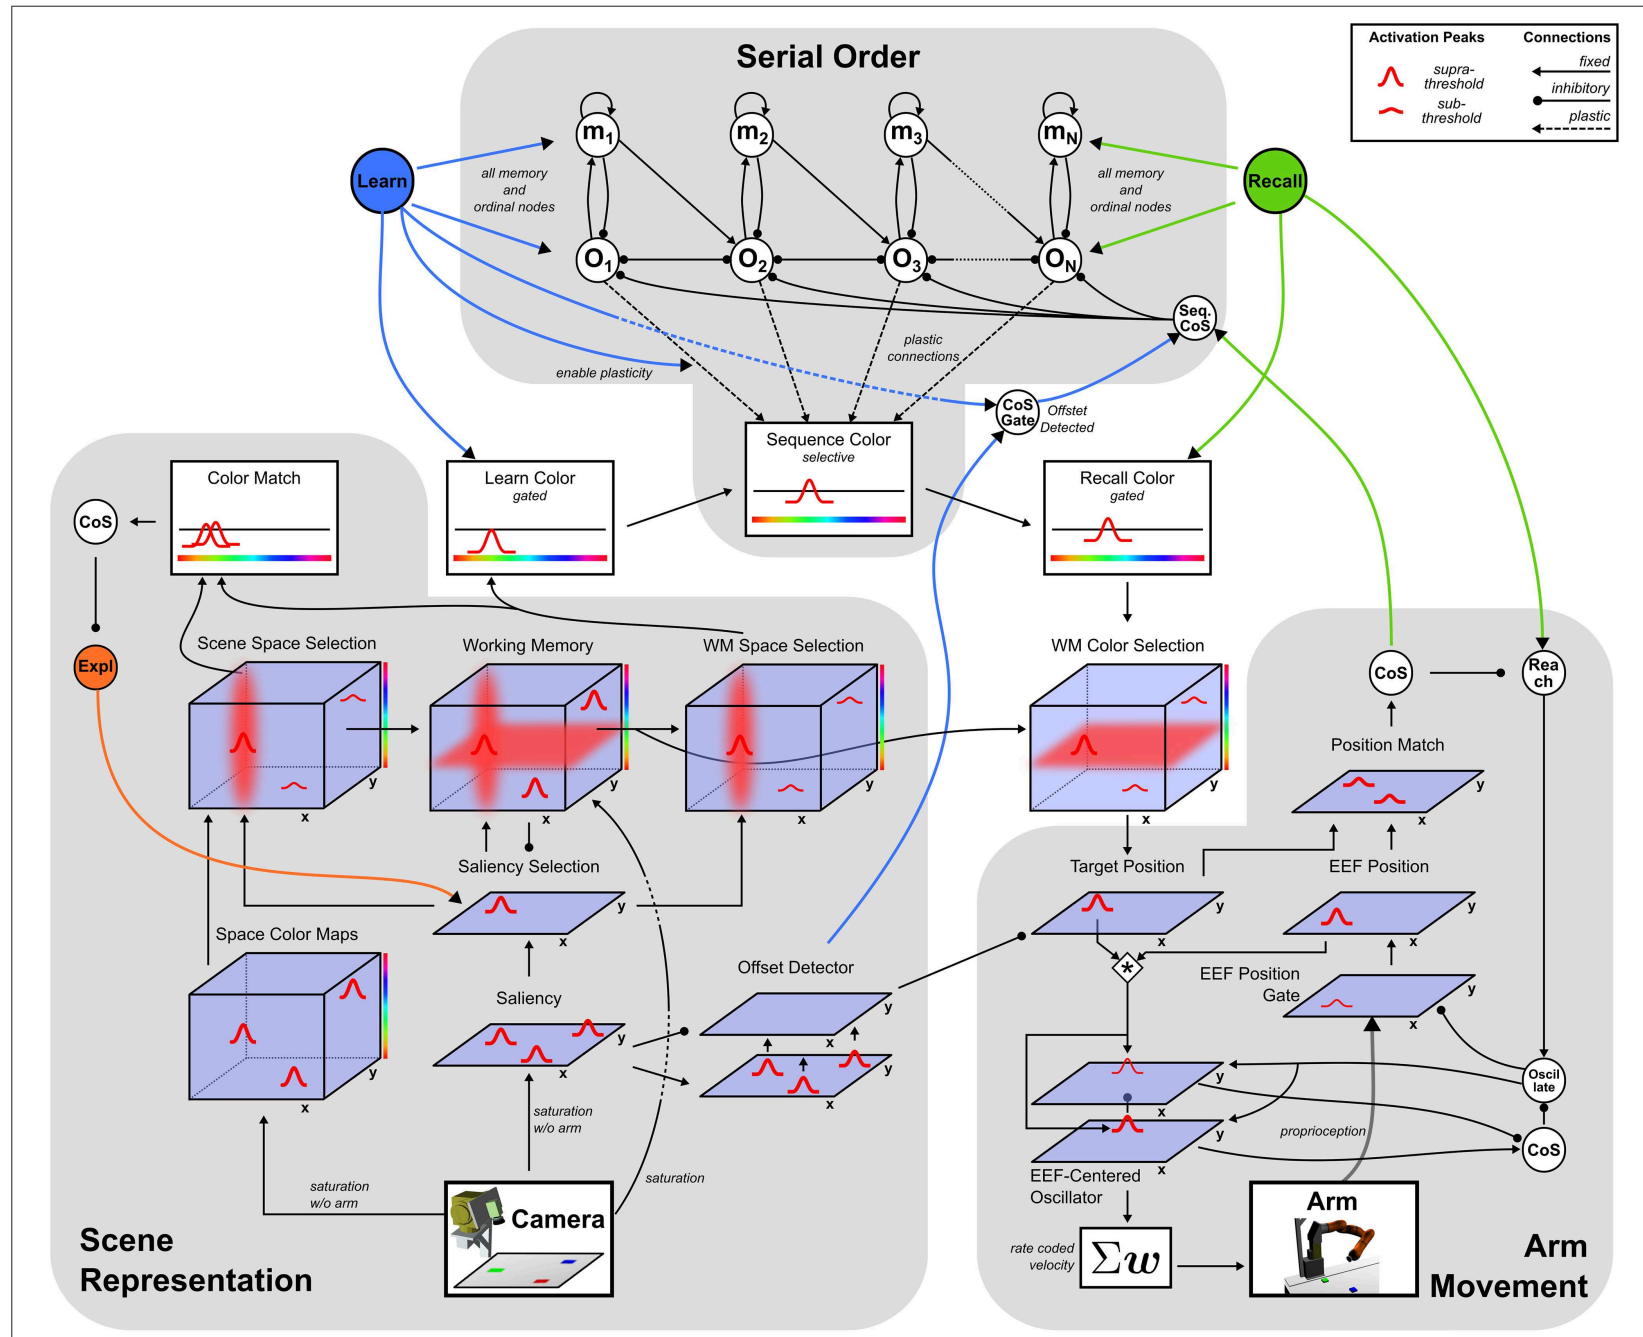 Serial Order
Activation Peaks
Connections
supra-
threshold
sub-
threshold
fixed
inhibitory
plastic
m1
m2
m3
mN
Learn
all memory
and
ordinal nodes
all memory
and
ordinal nodes
Recall
O1
O2
O3
ON
Seq.
CoS
plastic
connections
enable plasticity
CoS
Gate
Offstet
Detected
Color Match
Learn Color
gated
Sequence Color
selective
Recall Color
gated
CoS
Expl
Scene Space Selection
Working Memory
WM Space Selection
WM Color Selection
CoS
Rea
ch
y
x
y
x
y
x
y
x
Position Match
y
x
Saliency Selection
y
x
Target Position
y
x
EEF Position
y
x
Space Color Maps
y
x
Saliency
y
x
Offset Detector
y
x
y
x
*
EEF Position
Gate
y
x
Oscil
late
y
x
y
x
CoS
proprioception
EEF-Centered
Oscillator
saturation
w/o arm
saturation
w/o arm
saturation
Camera
rate coded
velocity
Σw
Arm
Scene
Representation
Arm
Movement